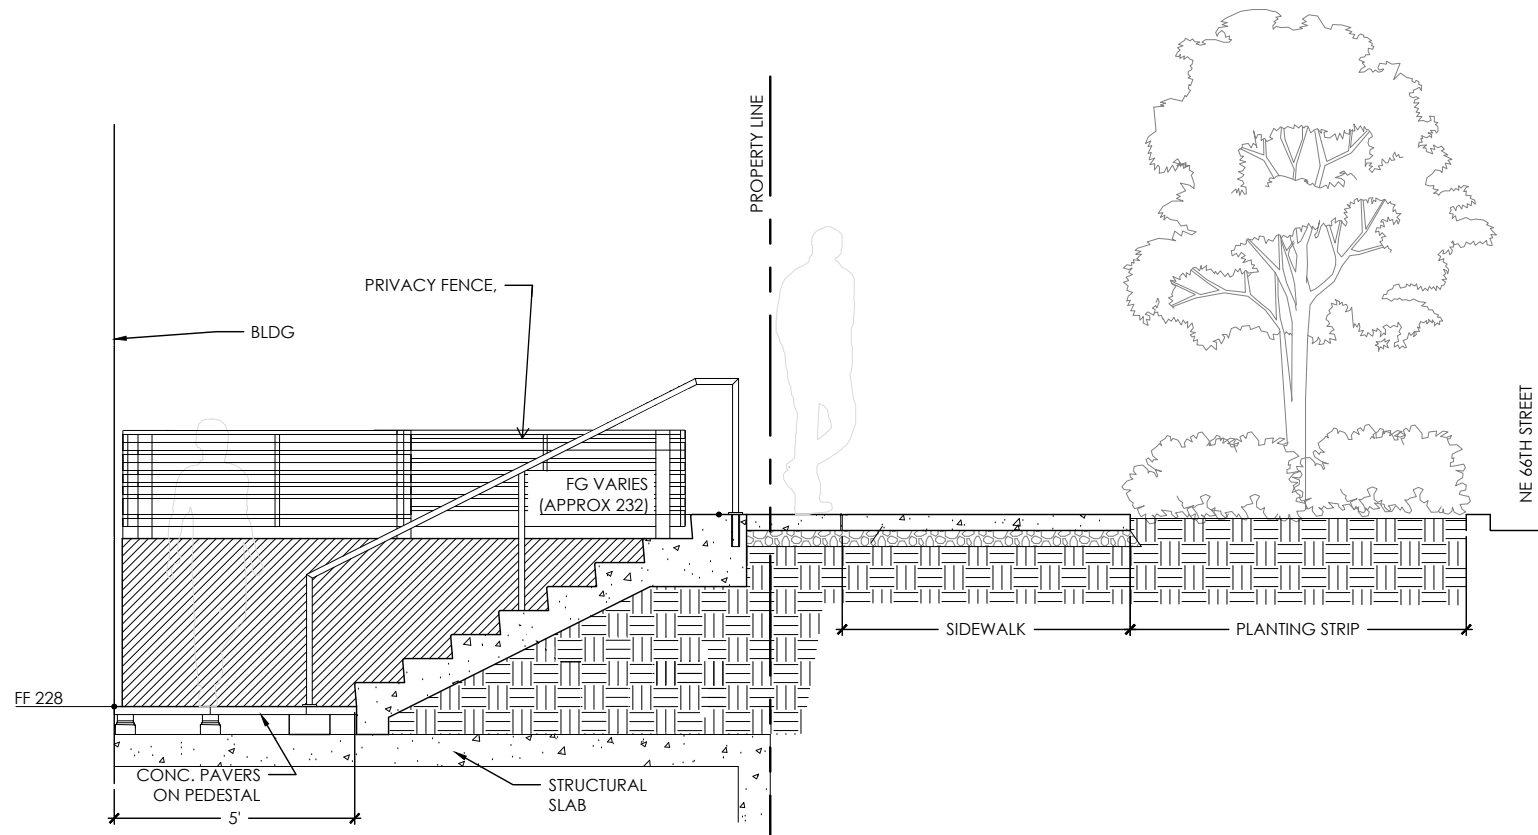 PROPERTY LINE
PRIVACY FENCE,
BLDG
NE 66TH STREET
FG VARIES
(APPROX 232)
SIDEWALK
PLANTING STRIP
FF 228
CONC. PAVERS
ON PEDESTAL
STRUCTURAL
SLAB
5'